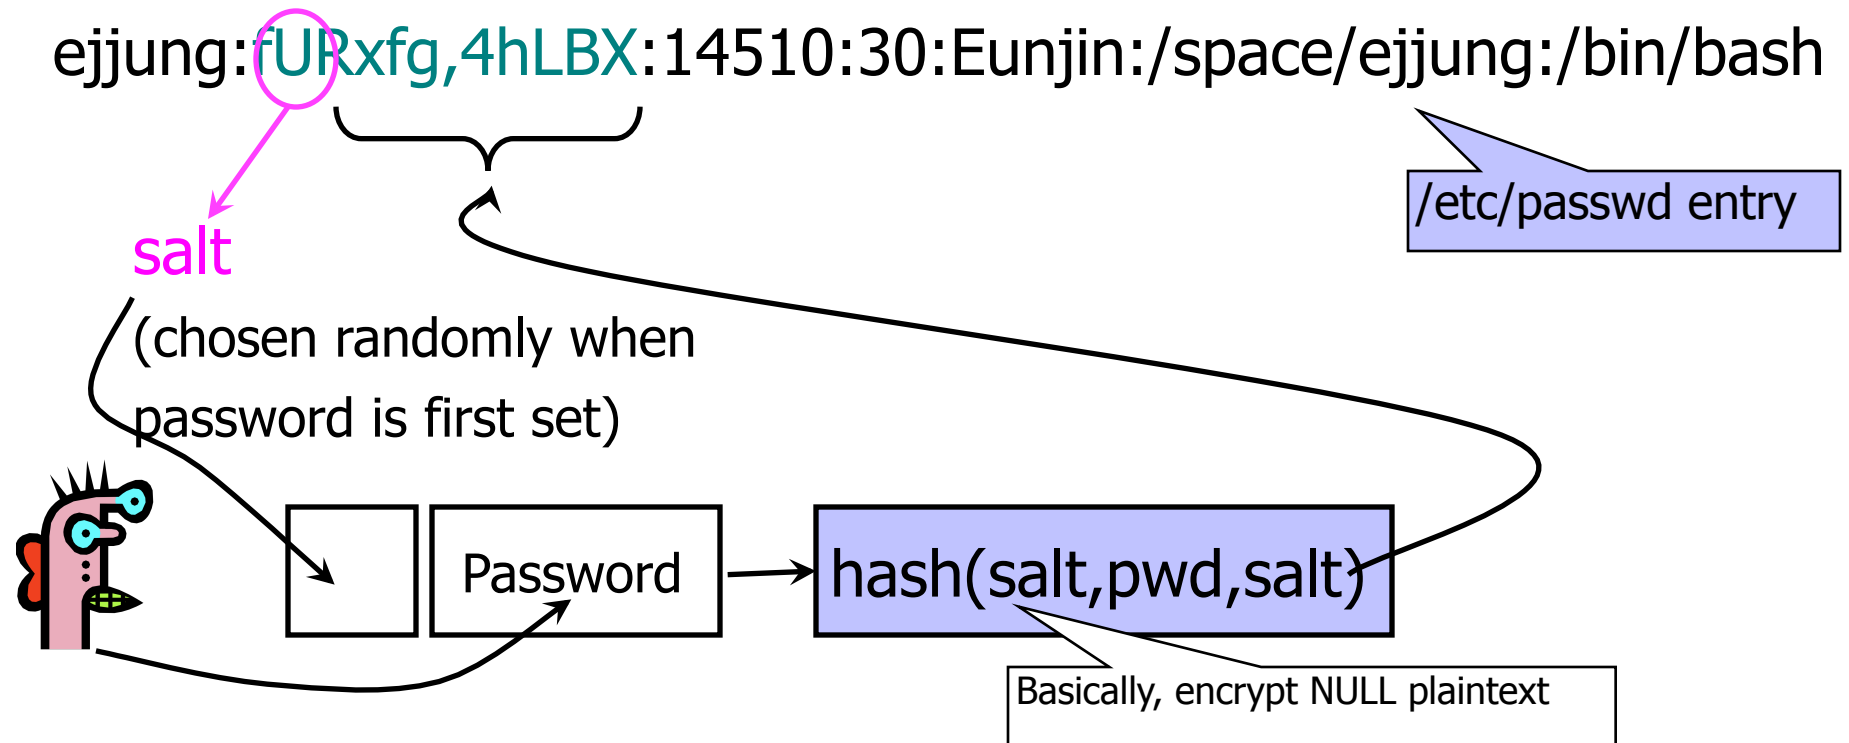 ejjung:fURxfg,4hLBX:14510:30:Eunjin:/space/ejjung:/bin/bash
/etc/passwd entry
salt
(chosen randomly when
password is first set)
Password
hash(salt,pwd,salt)
Basically, encrypt NULL plaintext